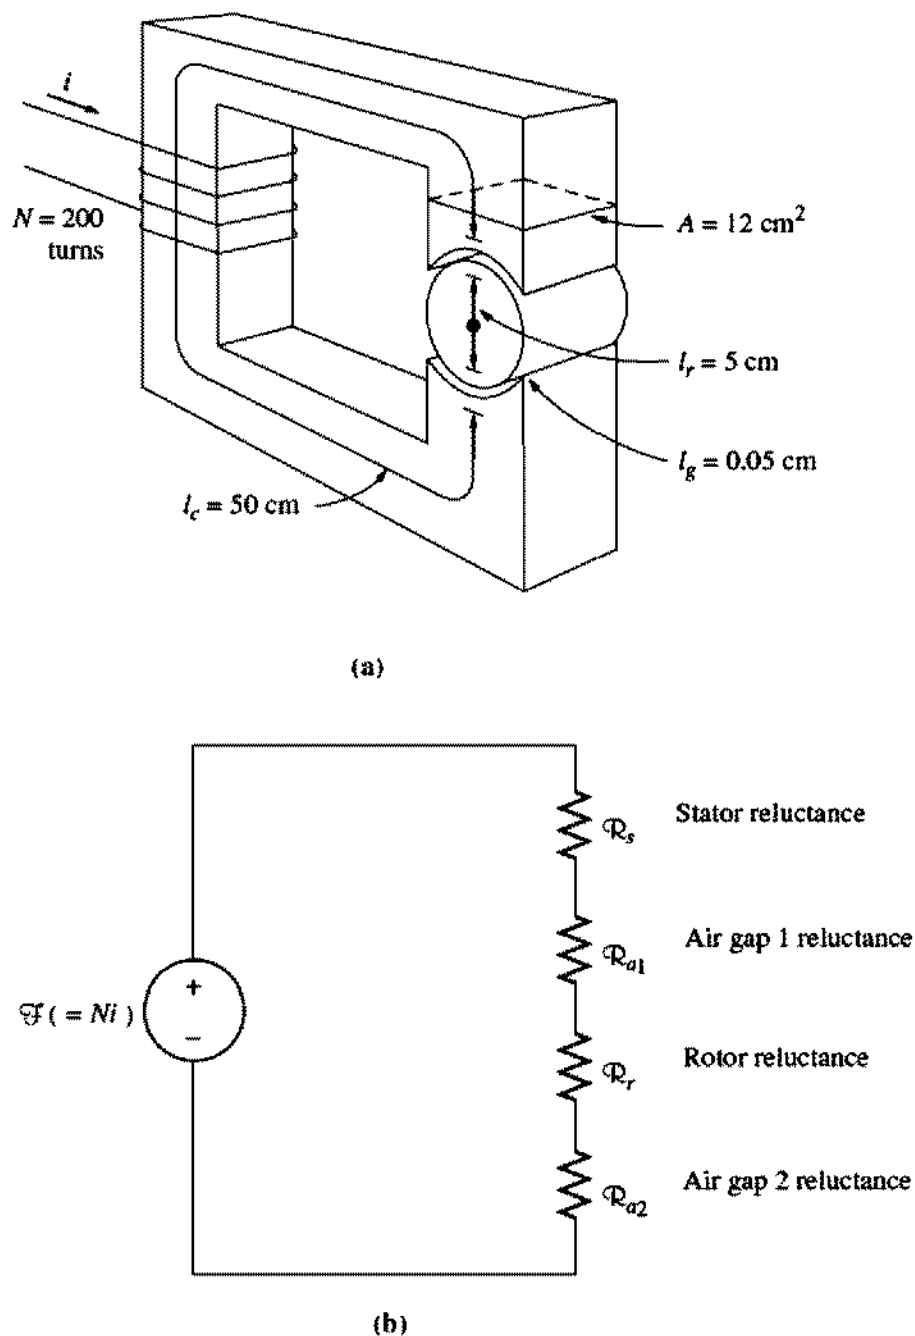 i
N = 200
turns
A = 12 cm²
lᵣ = 5 cm
l_g = 0.05 cm
l_c = 50 cm
(a)
ℱ ( = Ni )
+
−
ℛ_s Stator reluctance
ℛ_a1 Air gap 1 reluctance
ℛ_r Rotor reluctance
ℛ_a2 Air gap 2 reluctance
(b)